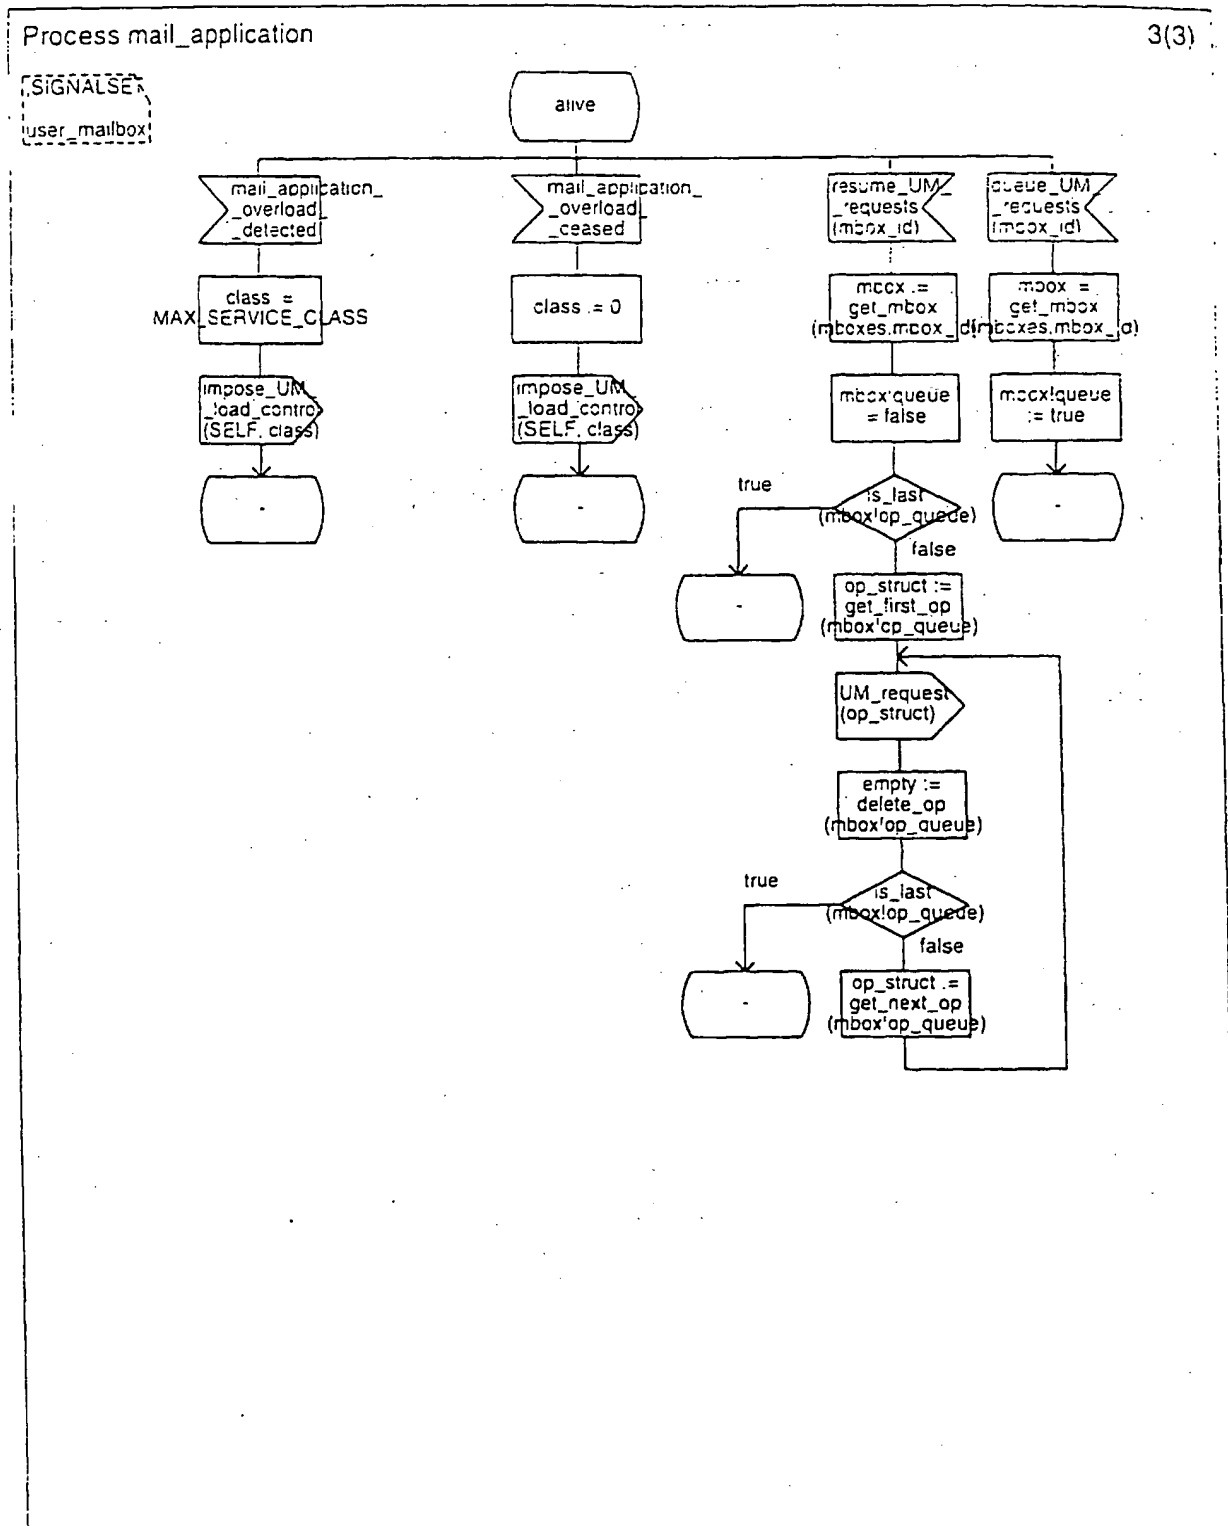 Process mail_application
3(3)
SIGNALSET
user_mailbox
alive
mail_application_
_overload_
_detected
mail_application_
_overload_
_ceased
resume_UM_
_requests
(mbox_id)
queue_UM_
_requests
(mbox_id)
class =
MAX_SERVICE_CLASS
class := 0
mbox :=
get_mbox
(mboxes,mbox_id)
mbox =
get_mbox
(mboxes,mbox_id)
impose_UM_
_load_contro
(SELF, class)
impose_UM_
_load_contro
(SELF, class)
mbox!queue
= false
mbox!queue
:= true
-
-
true
is_last
(mbox!op_queue)
-
false
-
op_struct :=
get_first_op
(mbox!op_queue)
UM_request
(op_struct)
empty :=
delete_op
(mbox!op_queue)
true
is_last
(mbox!op_queue)
false
-
op_struct :=
get_next_op
(mbox!op_queue)